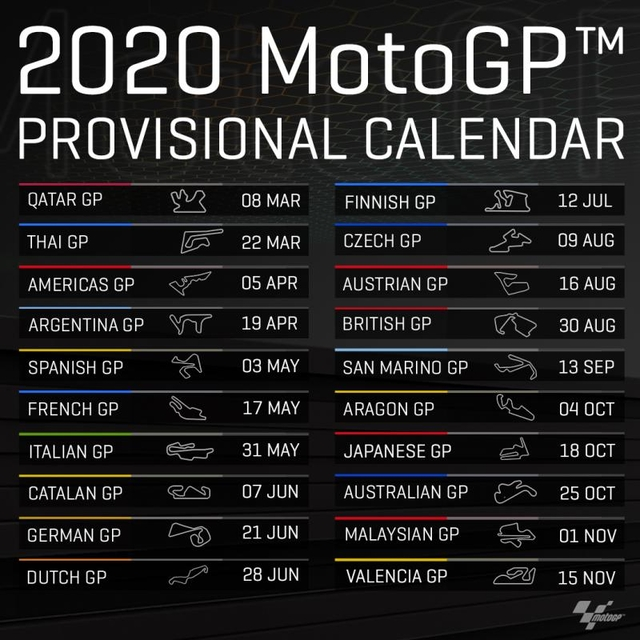 2020 MotoGP™
PROVISIONAL CALENDAR
QATAR GP 08 MAR
THAI GP 22 MAR
AMERICAS GP 05 APR
ARGENTINA GP 19 APR
SPANISH GP 03 MAY
FRENCH GP 17 MAY
ITALIAN GP 31 MAY
CATALAN GP 07 JUN
GERMAN GP 21 JUN
DUTCH GP 28 JUN
FINNISH GP 12 JUL
CZECH GP 09 AUG
AUSTRIAN GP 16 AUG
BRITISH GP 30 AUG
SAN MARINO GP 13 SEP
ARAGON GP 04 OCT
JAPANESE GP 18 OCT
AUSTRALIAN GP 25 OCT
MALAYSIAN GP 01 NOV
VALENCIA GP 15 NOV
MotoGP